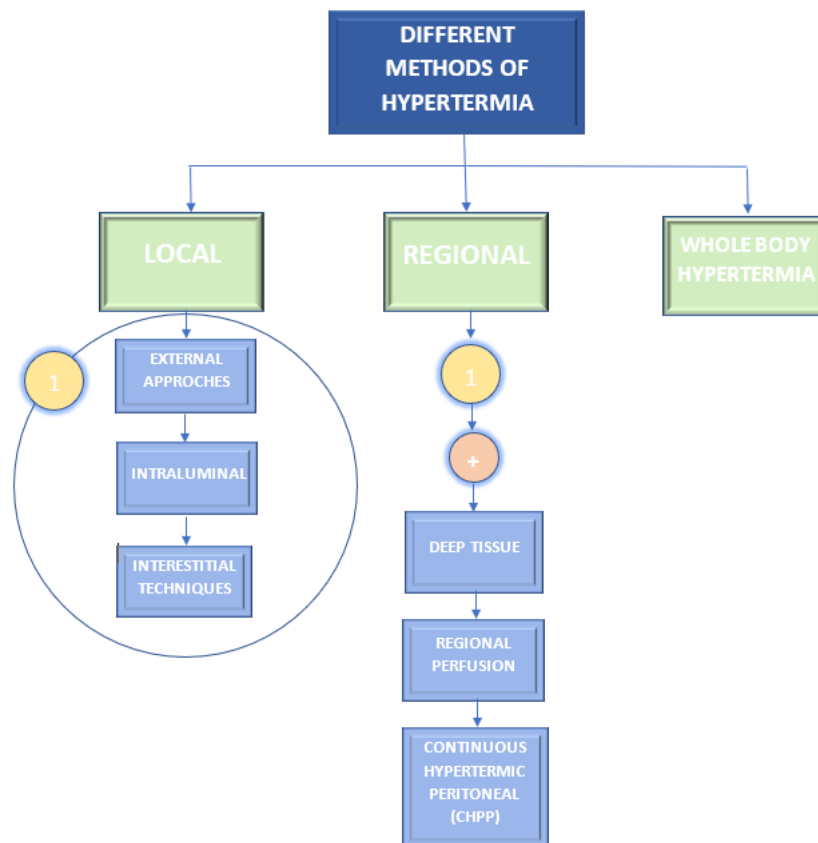 DIFFERENT
METHODS OF
HYPERTERMIA
LOCAL
REGIONAL
WHOLE BODY
HYPERTERMIA
1
EXTERNAL
APPROCHES
INTRALUMINAL
INTERESTITIAL
TECHNIQUES
1
+
DEEP TISSUE
REGIONAL
PERFUSION
CONTINUOUS
HYPERTERMIC
PERITONEAL
(CHPP)